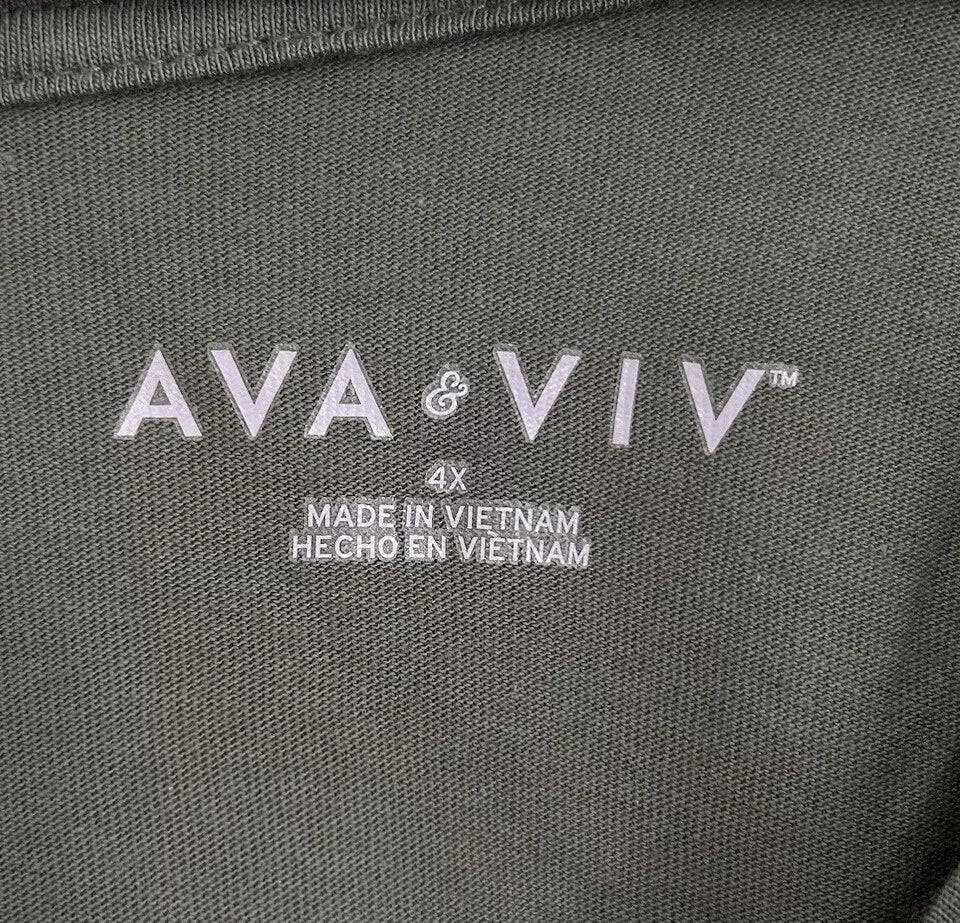 AVA & VIV™
4X
MADE IN VIETNAM
HECHO EN VIETNAM